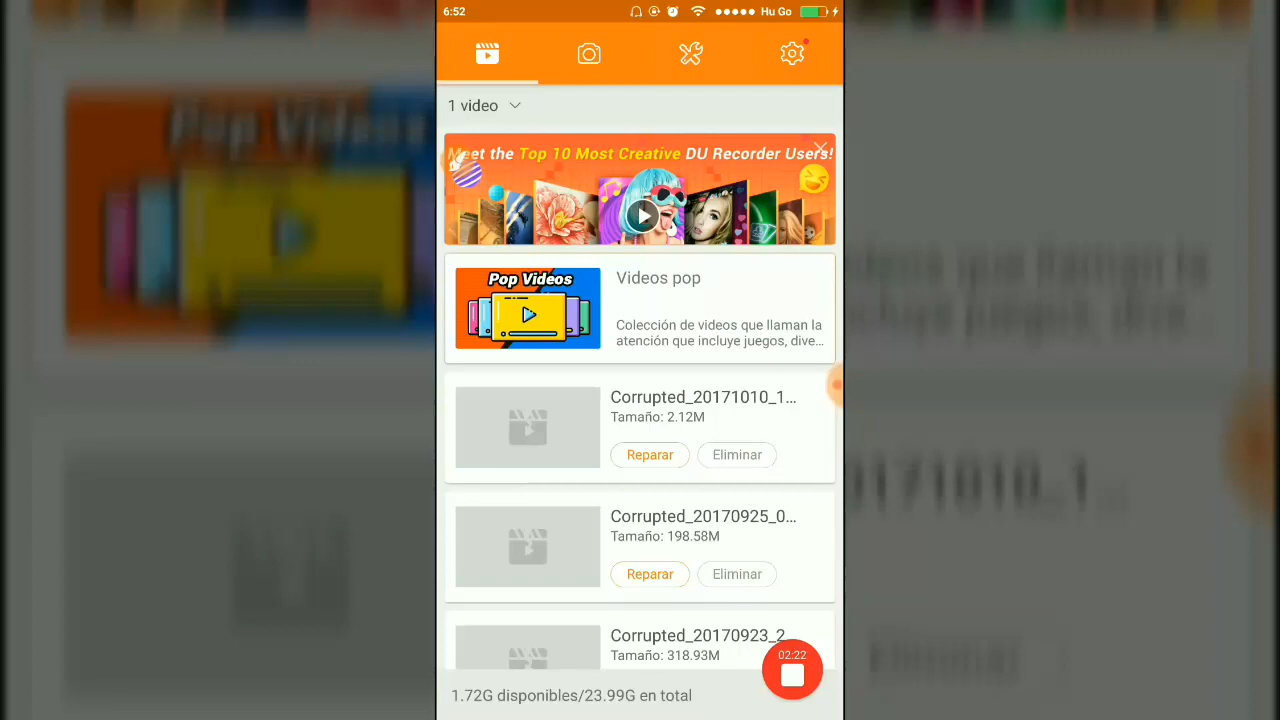 6:52
Hu Go
1 video
Meet the Top 10 Most Creative DU Recorder Users!
Pop Videos
Videos pop
Colección de videos que llaman la
atención que incluye juegos, dive...
Corrupted_20171010_1...
Tamaño: 2.12M
Reparar
Eliminar
Corrupted_20170925_0...
Tamaño: 198.58M
Reparar
Eliminar
Corrupted_20170923_2
Tamaño: 318.93M
02:22
1.72G disponibles/23.99G en total